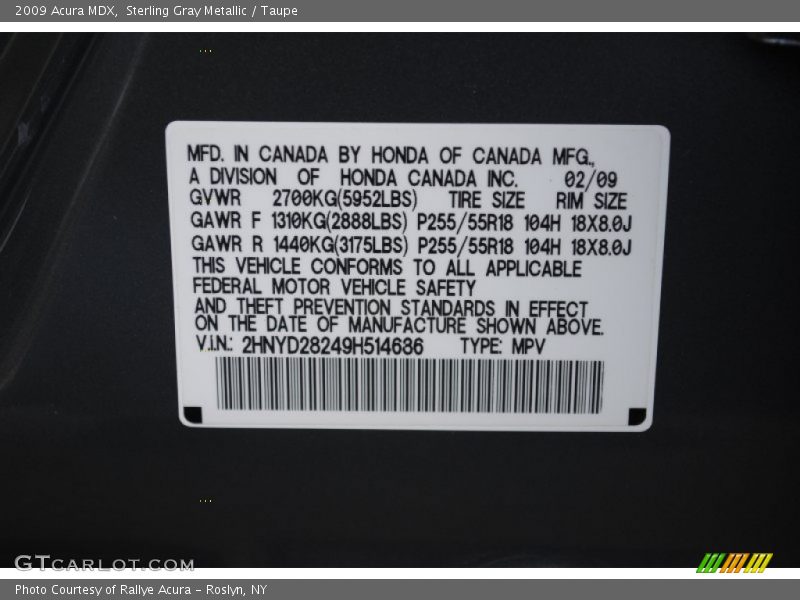 2009 Acura MDX, Sterling Gray Metallic / Taupe
MFD. IN CANADA BY HONDA OF CANADA MFG.,
A DIVISION OF HONDA CANADA INC. 02/09
GVWR 2700KG(5952LBS) TIRE SIZE RIM SIZE
GAWR F 1310KG(2888LBS) P255/55R18 104H 18X8.0J
GAWR R 1440KG(3175LBS) P255/55R18 104H 18X8.0J
THIS VEHICLE CONFORMS TO ALL APPLICABLE
FEDERAL MOTOR VEHICLE SAFETY
AND THEFT PREVENTION STANDARDS IN EFFECT
ON THE DATE OF MANUFACTURE SHOWN ABOVE.
V.I.N.: 2HNYD28249H514686 TYPE: MPV
GTCARLOT.COM
Photo Courtesy of Rallye Acura - Roslyn, NY